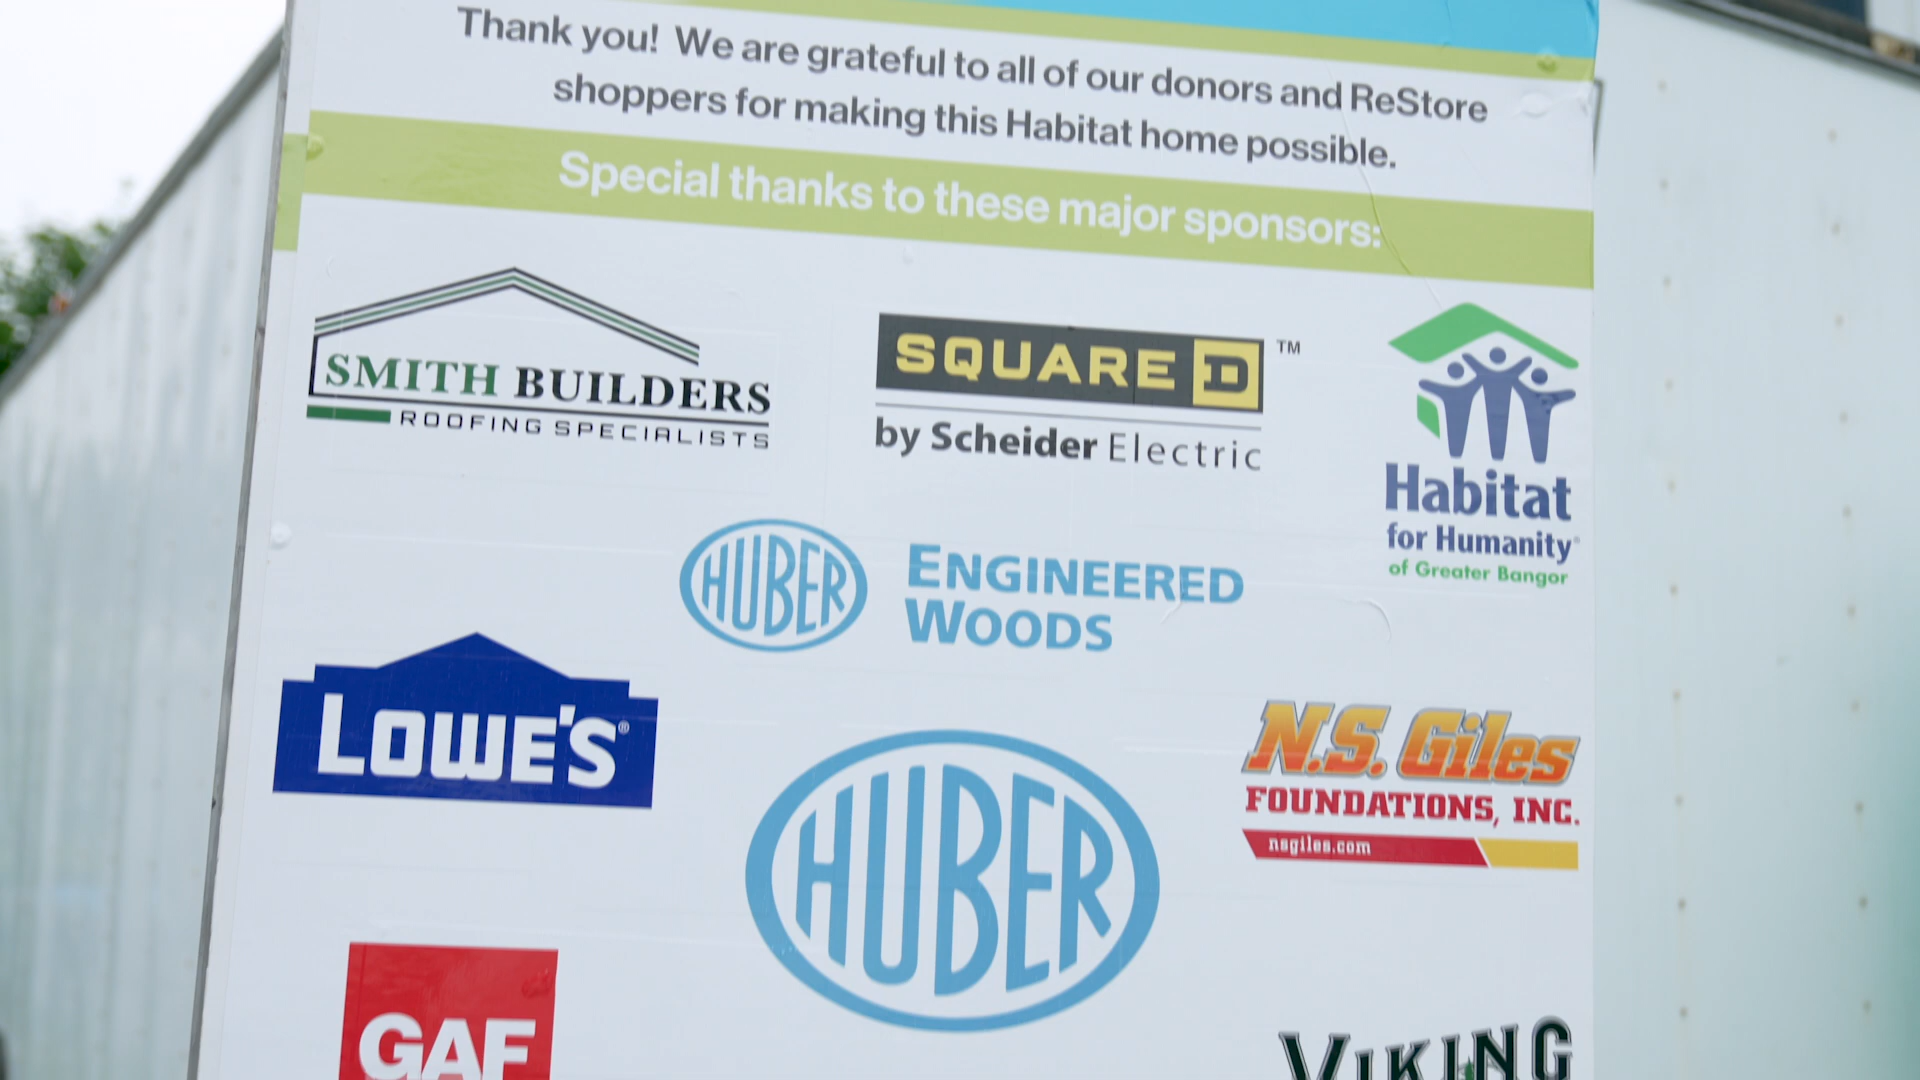 Thank you! We are grateful to all of our donors and ReStore
shoppers for making this Habitat home possible.
Special thanks to these major sponsors:
SMITH BUILDERS
ROOFING SPECIALISTS
SQUARE D ™
by Scheider Electric
Habitat
for Humanity®
of Greater Bangor
HUBER
ENGINEERED
WOODS
LOWE'S®
HUBER
N.S. Giles
FOUNDATIONS, INC.
nsgiles.com
GAF
VIKING